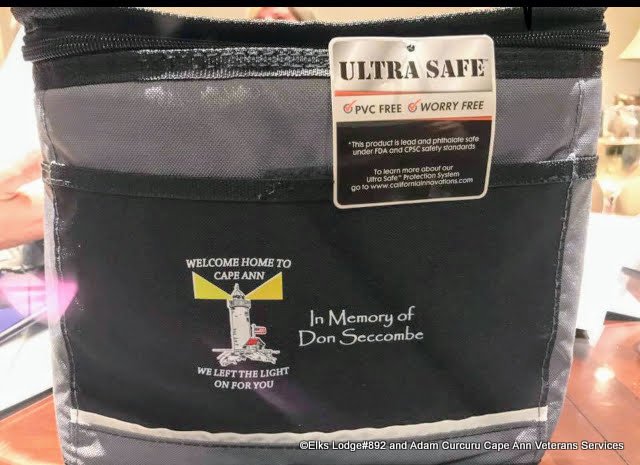 ULTRA SAFE™
PVC FREE WORRY FREE
*This product is lead and phthalate safe
under FDA and CPSC safety standards
To learn more about our
Ultra Safe™ Protection System
go to www.californiainnovations.com
WELCOME HOME TO
CAPE ANN
WE LEFT THE LIGHT
ON FOR YOU
In Memory of
Don Seccombe
©Elks Lodge#892 and Adam Curcuru Cape Ann Veterans Services